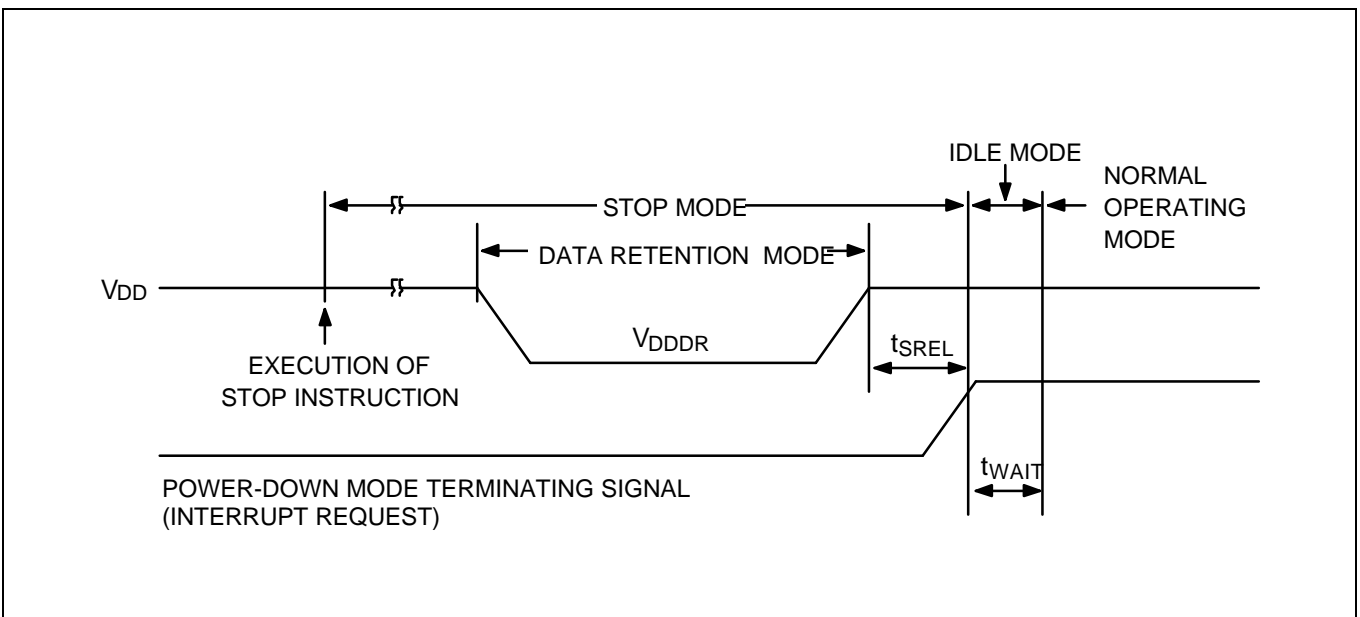 IDLE MODE
NORMAL
OPERATING
MODE
STOP MODE
DATA RETENTION MODE
VDD
VDDDR
tSREL
EXECUTION OF
STOP INSTRUCTION
tWAIT
POWER-DOWN MODE TERMINATING SIGNAL
(INTERRUPT REQUEST)